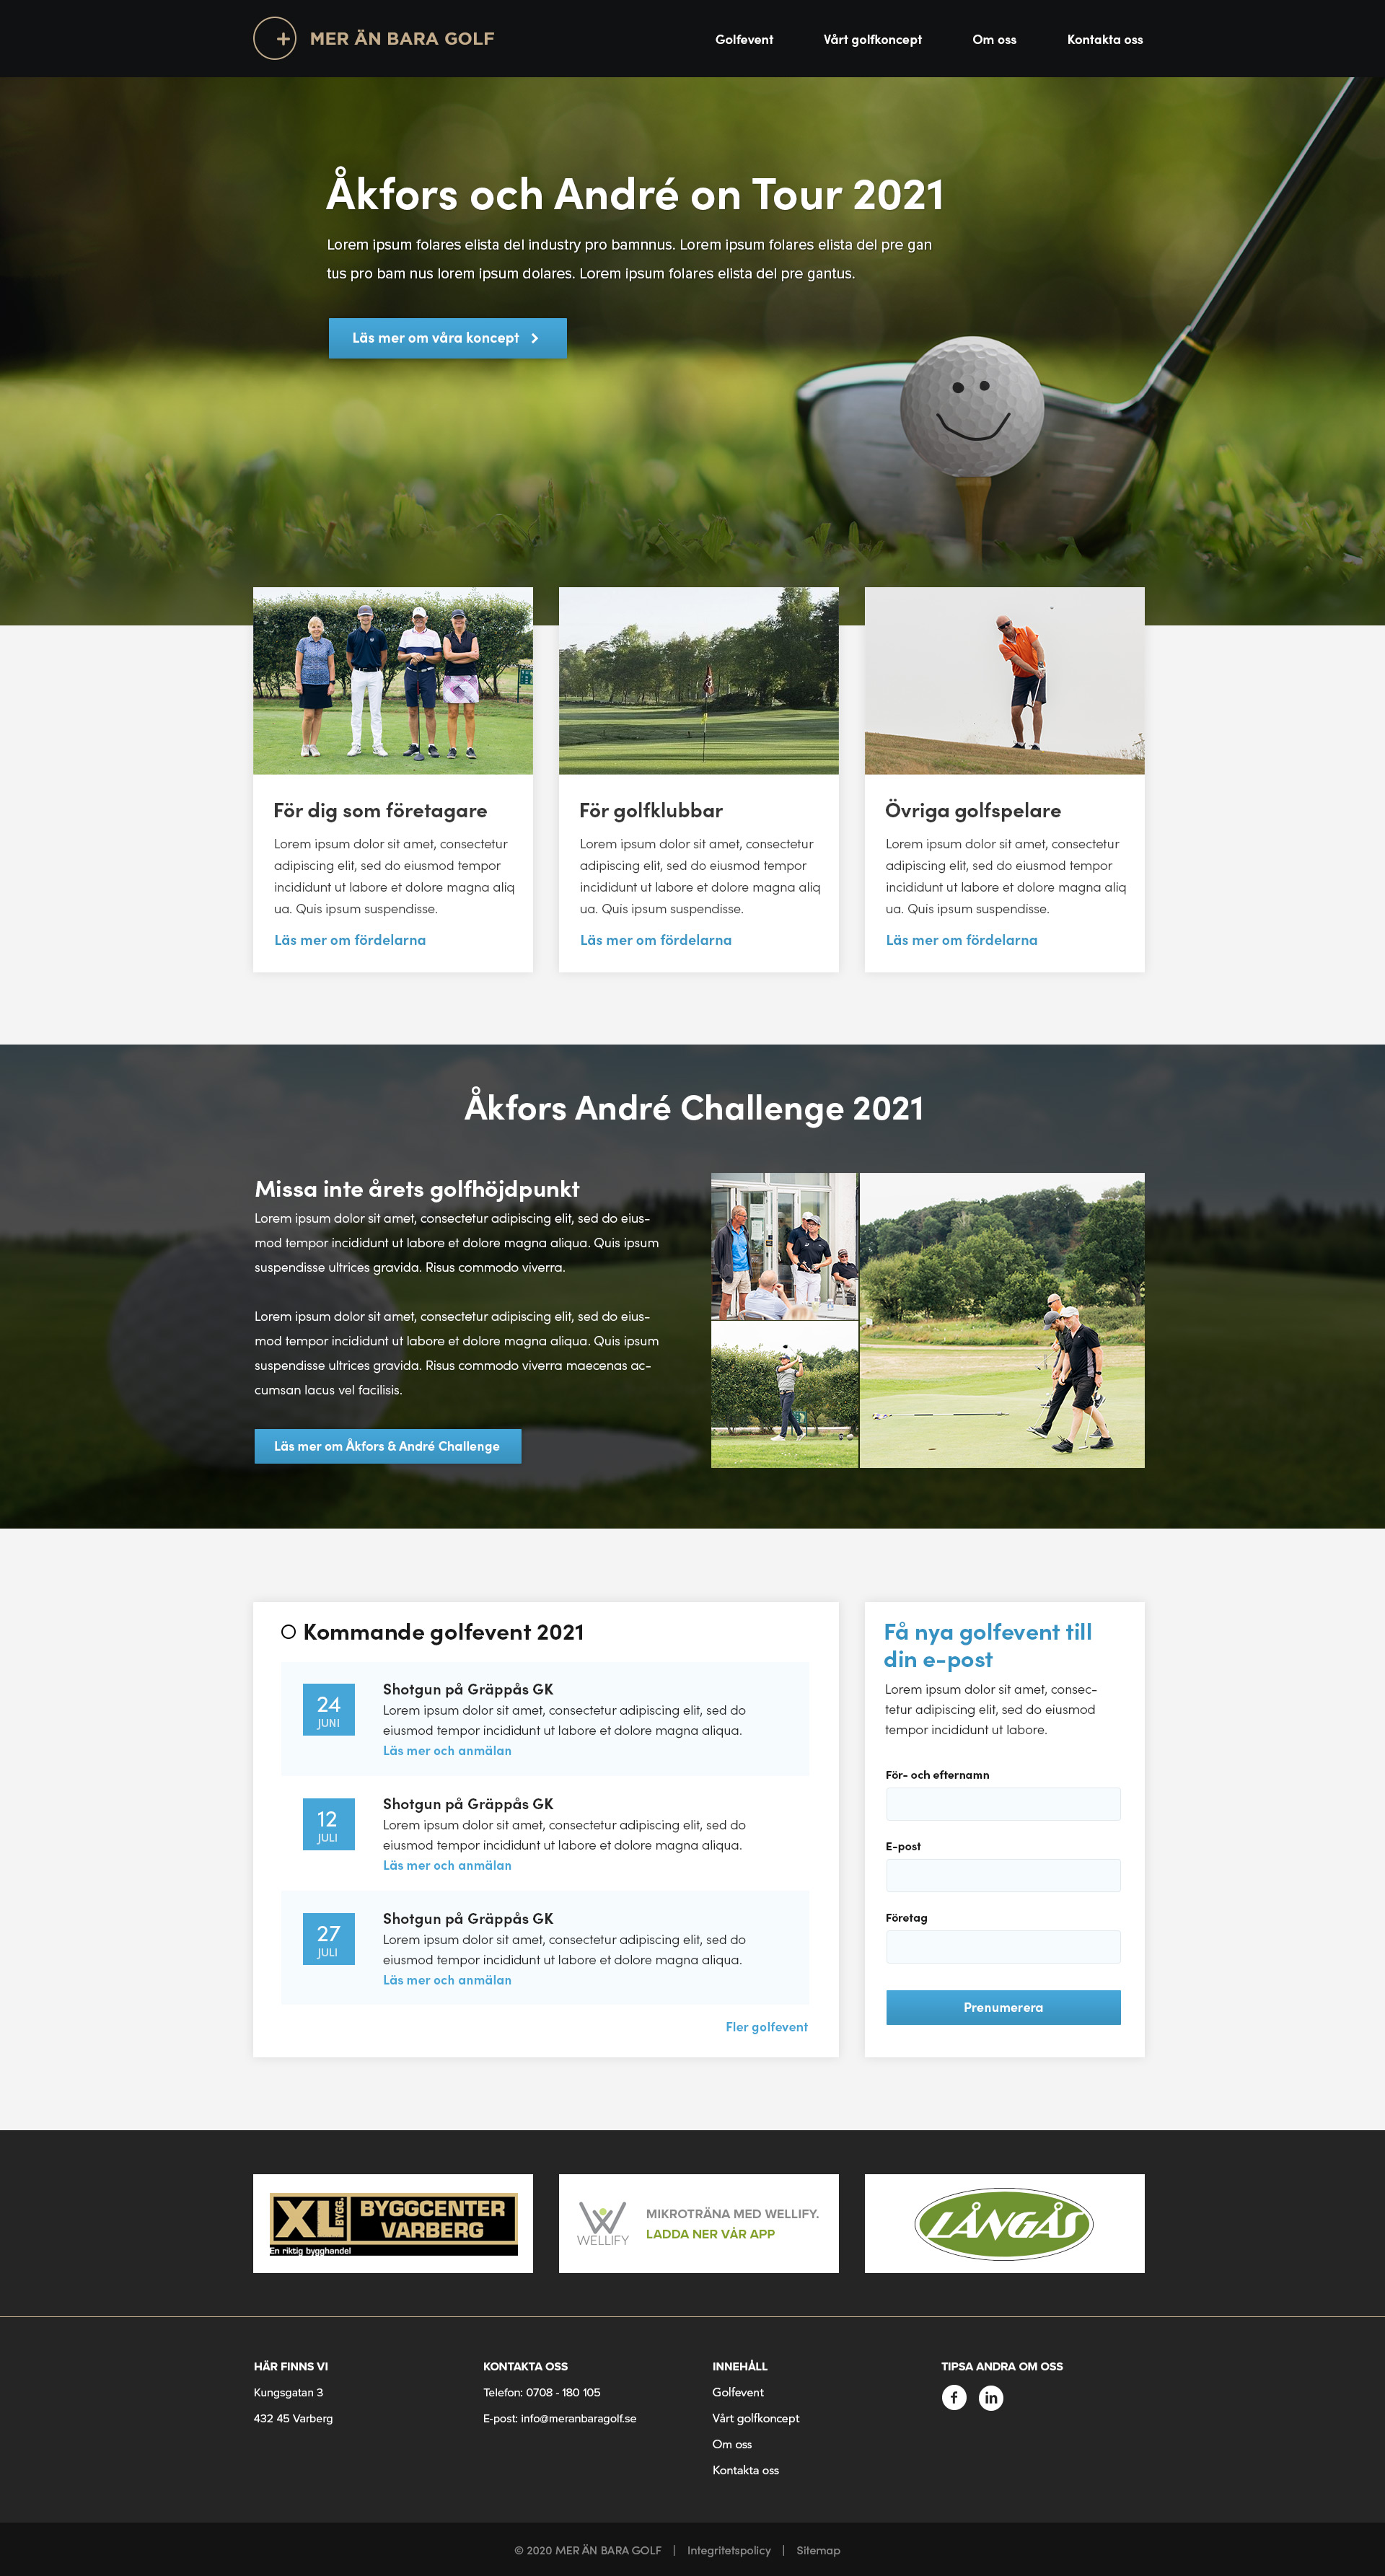 MER ÄN BARA GOLF
Golfevent
Vårt golfkoncept
Om oss
Kontakta oss
Åkfors och André on Tour 2021
Lorem ipsum folares elista del industry pro bamnnus. Lorem ipsum folares elista del pre gan
tus pro bam nus lorem ipsum dolares. Lorem ipsum folares elista del pre gantus.
Läs mer om våra koncept
För dig som företagare
Lorem ipsum dolor sit amet, consectetur
adipiscing elit, sed do eiusmod tempor
incididunt ut labore et dolore magna aliq
ua. Quis ipsum suspendisse.
Läs mer om fördelarna
För golfklubbar
Lorem ipsum dolor sit amet, consectetur
adipiscing elit, sed do eiusmod tempor
incididunt ut labore et dolore magna aliq
ua. Quis ipsum suspendisse.
Läs mer om fördelarna
Övriga golfspelare
Lorem ipsum dolor sit amet, consectetur
adipiscing elit, sed do eiusmod tempor
incididunt ut labore et dolore magna aliq
ua. Quis ipsum suspendisse.
Läs mer om fördelarna
Åkfors André Challenge 2021
Missa inte årets golfhöjdpunkt
Lorem ipsum dolor sit amet, consectetur adipiscing elit, sed do eius-
mod tempor incididunt ut labore et dolore magna aliqua. Quis ipsum
suspendisse ultrices gravida. Risus commodo viverra.
Lorem ipsum dolor sit amet, consectetur adipiscing elit, sed do eius-
mod tempor incididunt ut labore et dolore magna aliqua. Quis ipsum
suspendisse ultrices gravida. Risus commodo viverra maecenas ac-
cumsan lacus vel facilisis.
Läs mer om Åkfors & André Challenge
Kommande golfevent 2021
24
JUNI
Shotgun på Gräppås GK
Lorem ipsum dolor sit amet, consectetur adipiscing elit, sed do
eiusmod tempor incididunt ut labore et dolore magna aliqua.
Läs mer och anmälan
12
JULI
Shotgun på Gräppås GK
Lorem ipsum dolor sit amet, consectetur adipiscing elit, sed do
eiusmod tempor incididunt ut labore et dolore magna aliqua.
Läs mer och anmälan
27
JULI
Shotgun på Gräppås GK
Lorem ipsum dolor sit amet, consectetur adipiscing elit, sed do
eiusmod tempor incididunt ut labore et dolore magna aliqua.
Läs mer och anmälan
Fler golfevent
Få nya golfevent till
din e-post
Lorem ipsum dolor sit amet, consec-
tetur adipiscing elit, sed do eiusmod
tempor incididunt ut labore.
För- och efternamn
E-post
Företag
Prenumerera
XL BYGG.
BYGGCENTER
VARBERG
En riktig bygghandel
WELLIFY
MIKROTRÄNA MED WELLIFY.
LADDA NER VÅR APP
LÅNGÅS
HÄR FINNS VI
Kungsgatan 3
432 45 Varberg
KONTAKTA OSS
Telefon: 0708 - 180 105
E-post: info@meranbaragolf.se
INNEHÅLL
Golfevent
Vårt golfkoncept
Om oss
Kontakta oss
TIPSA ANDRA OM OSS
f
in
© 2020 MER ÄN BARA GOLF | Integritetspolicy | Sitemap